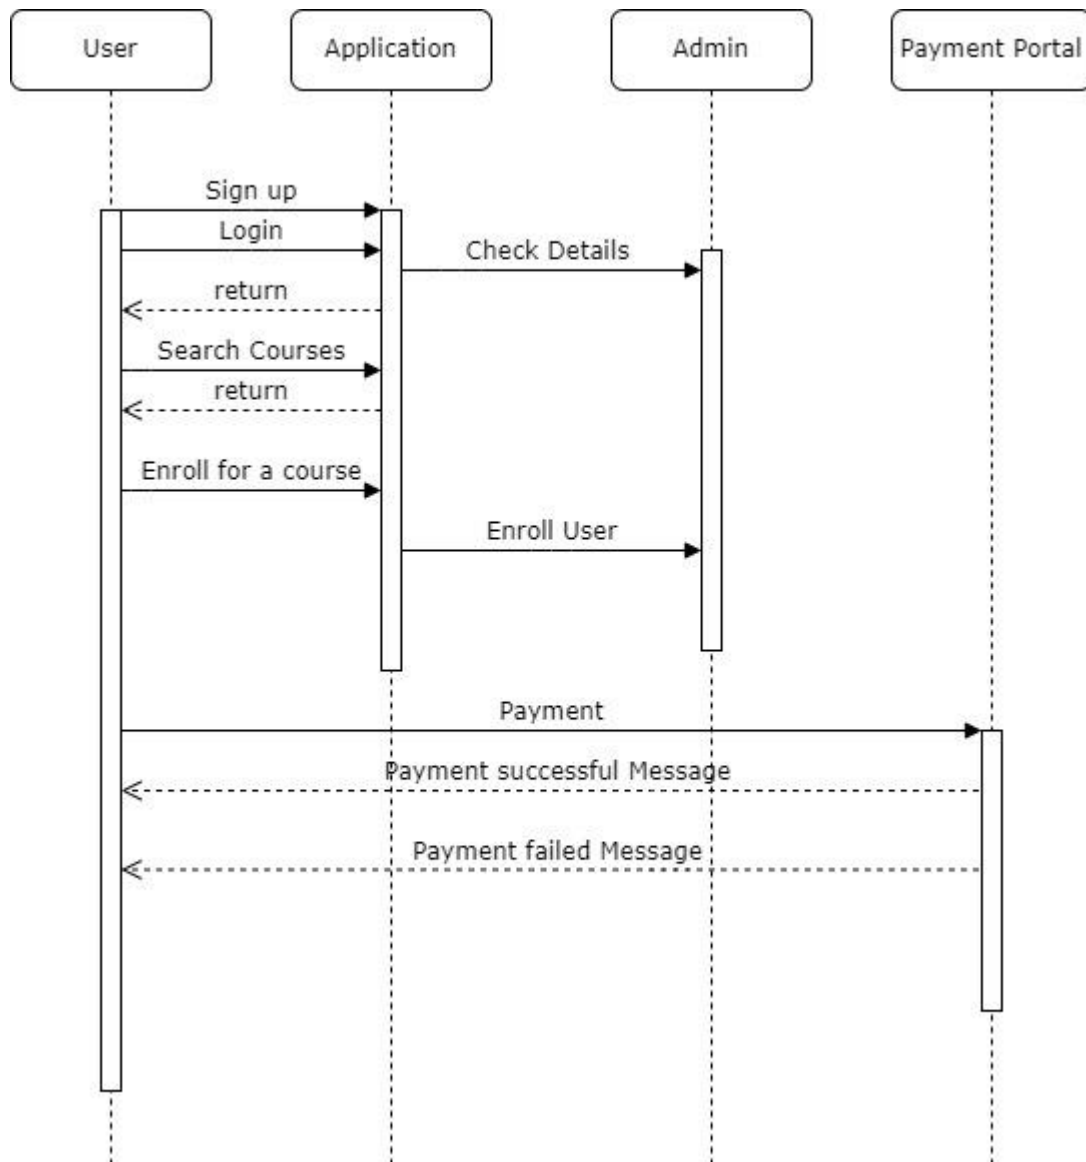 User
Application
Admin
Payment Portal
Sign up
Login
Check Details
return
Search Courses
return
Enroll for a course
Enroll User
Payment
Payment successful Message
Payment failed Message